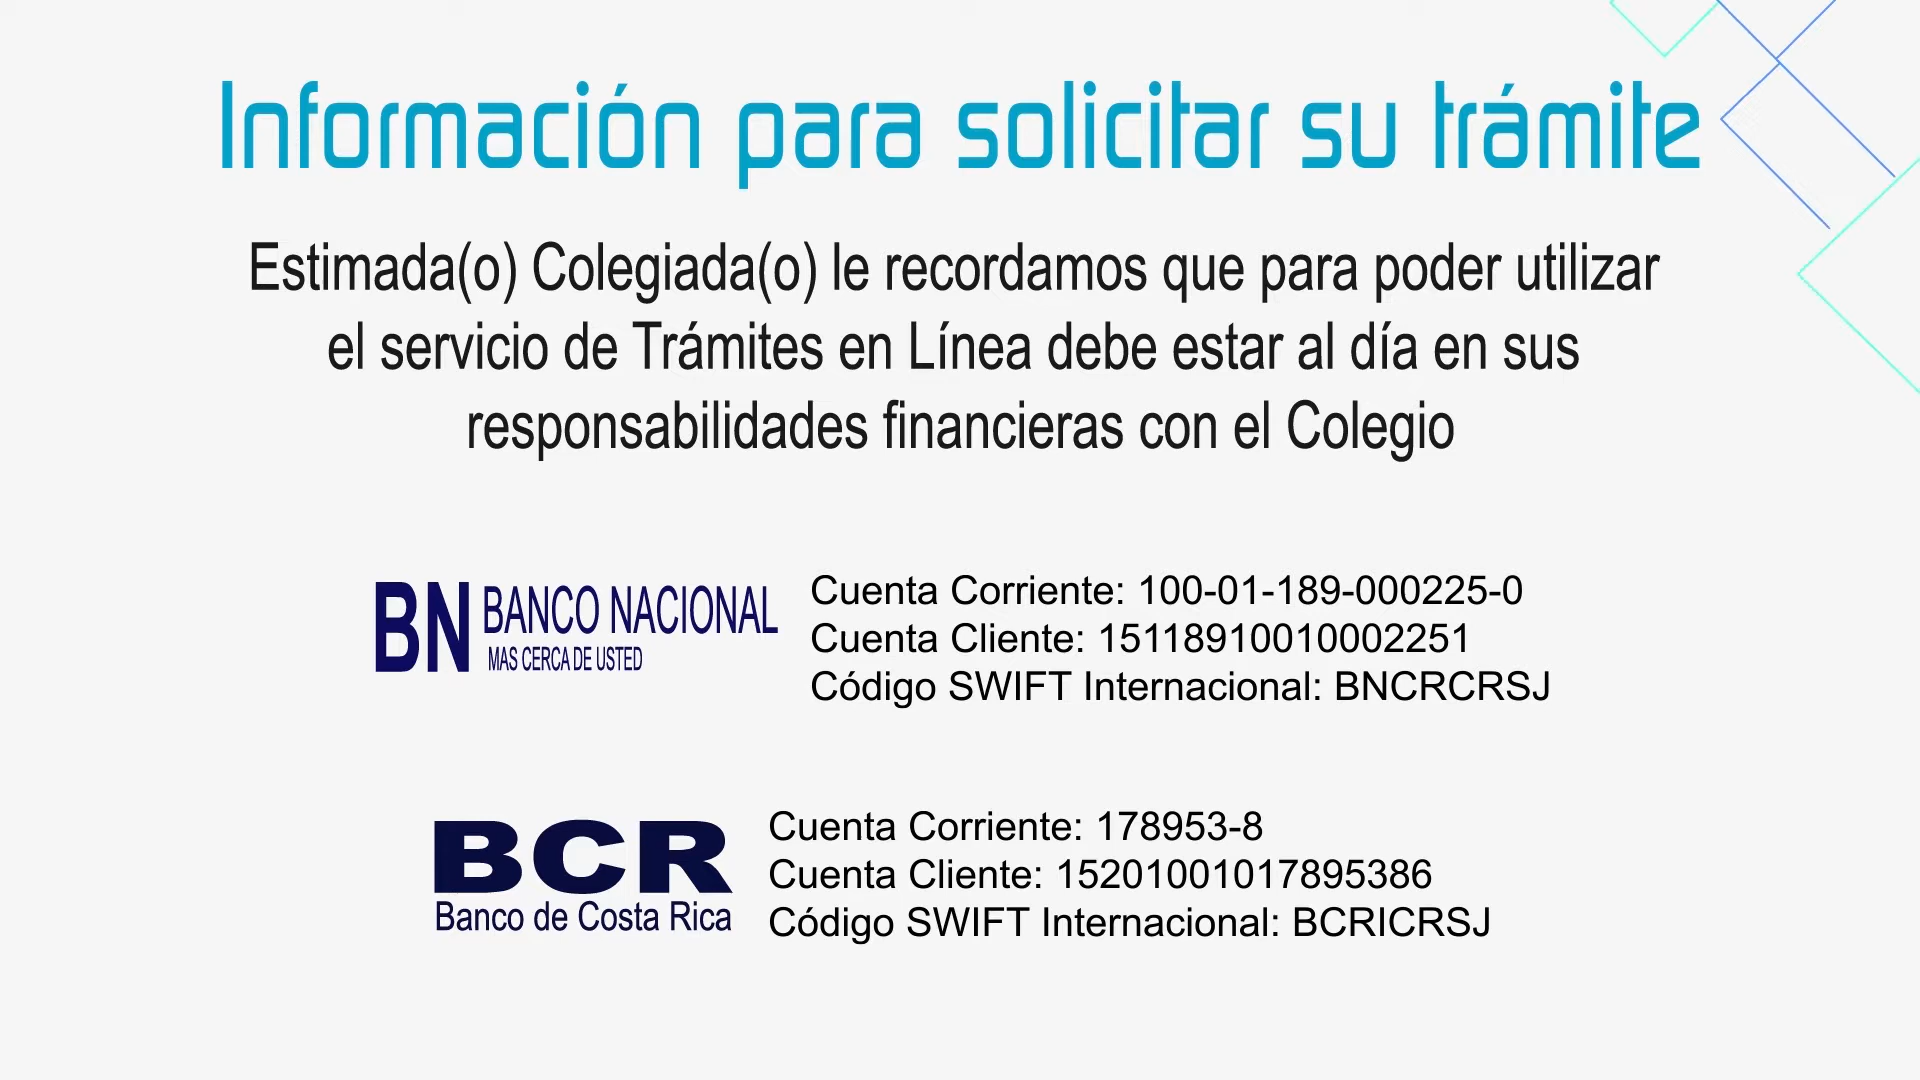 Información para solicitar su trámite
Estimada(o) Colegiada(o) le recordamos que para poder utilizar
el servicio de Trámites en Línea debe estar al día en sus
responsabilidades financieras con el Colegio
BN BANCO NACIONAL
MAS CERCA DE USTED
Cuenta Corriente: 100-01-189-000225-0
Cuenta Cliente: 15118910010002251
Código SWIFT Internacional: BNCRCRSJ
BCR
Banco de Costa Rica
Cuenta Corriente: 178953-8
Cuenta Cliente: 15201001017895386
Código SWIFT Internacional: BCRICRSJ